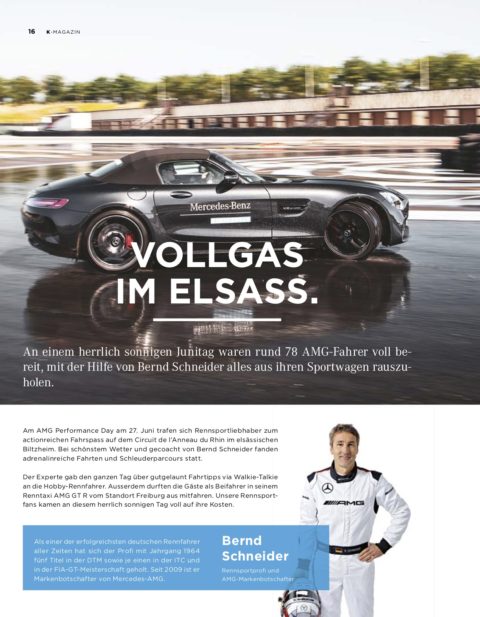 16 K-MAGAZIN
Mercedes-Benz
VOLLGAS
IM ELSASS.
An einem herrlich sonnigen Junitag waren rund 78 AMG-Fahrer voll be-
reit, mit der Hilfe von Bernd Schneider alles aus ihren Sportwagen rauszu-
holen.
Am AMG Performance Day am 27. Juni trafen sich Rennsportliebhaber zum
actionreichen Fahrspass auf dem Circuit de l'Anneau du Rhin im elsässischen
Biltzheim. Bei schönstem Wetter und gecoacht von Bernd Schneider fanden
adrenalinreiche Fahrten und Schleuderparcours statt.
Der Experte gab den ganzen Tag über gutgelaunt Fahrtipps via Walkie-Talkie
an die Hobby-Rennfahrer. Ausserdem durften die Gäste als Beifahrer in seinem
Renntaxi AMG GT R vom Standort Freiburg aus mitfahren. Unsere Rennsport-
fans kamen an diesem herrlich sonnigen Tag voll auf ihre Kosten.
Als einer der erfolgreichsten deutschen Rennfahrer
aller Zeiten hat sich der Profi mit Jahrgang 1964
fünf Titel in der DTM sowie je einen in der ITC und
in der FIA-GT-Meisterschaft geholt. Seit 2009 ist er
Markenbotschafter von Mercedes-AMG.
Bernd
Schneider
Rennsportprofi und
AMG-Markenbotschafter
AMG